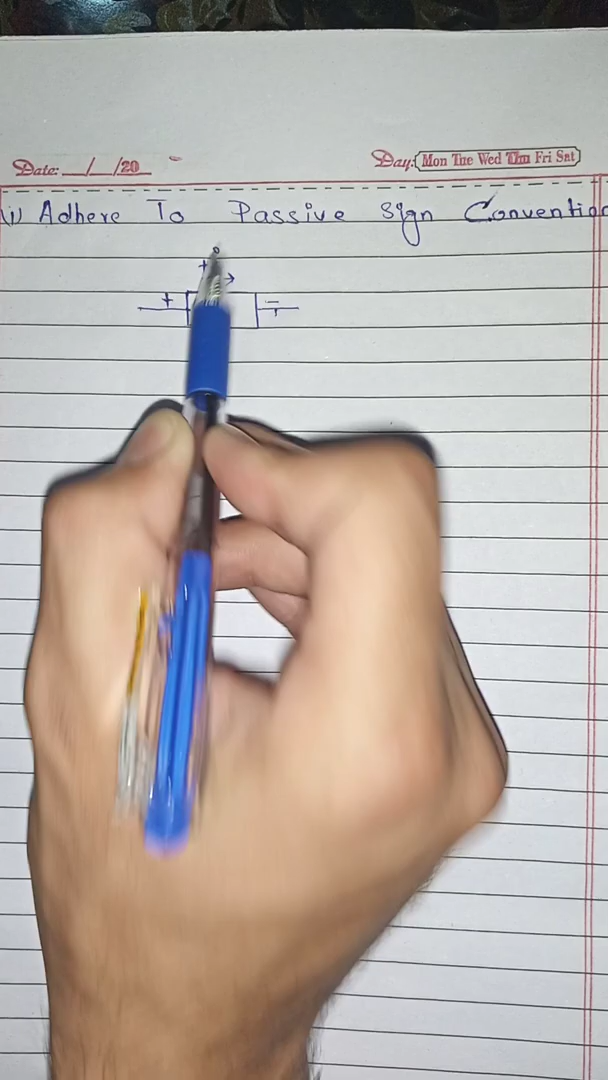 Date: / /20
Day: Mon Tue Wed Thu Fri Sat
(i) Adhere To Passive Sign Convention
+
+ -